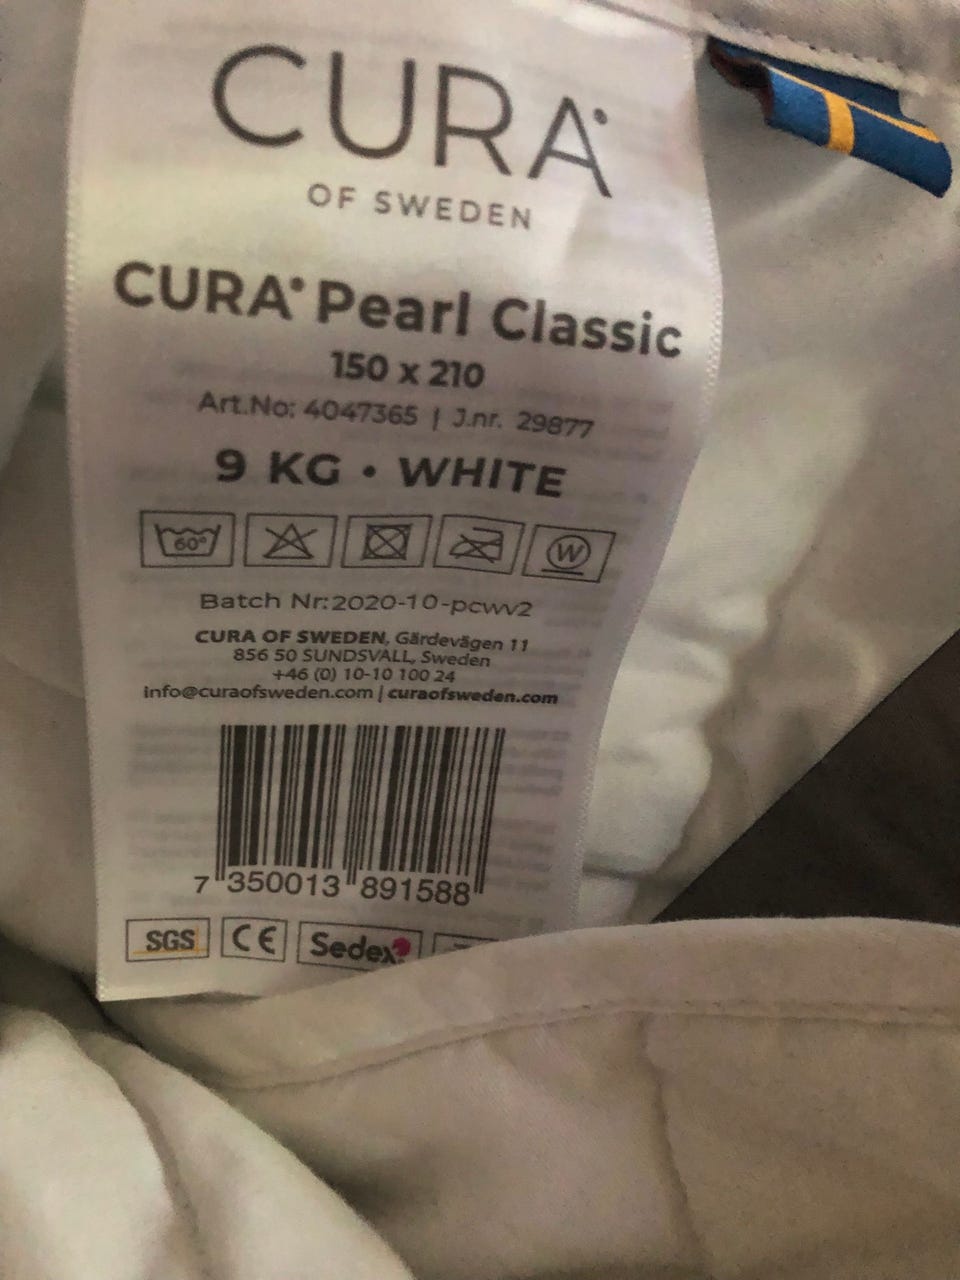 CURA
OF SWEDEN
CURA Pearl Classic
150 x 210
Art.No: 4047365 | J.nr. 29877
9 KG • WHITE
60°
W
Batch Nr:2020-10-pcwv2
CURA OF SWEDEN, Gärdevägen 11
856 50 SUNDSVALL, Sweden
+46 (0) 10-10 100 24
info@curaofsweden.com | curaofsweden.com
7 350013 891588
SGS CE Sedex